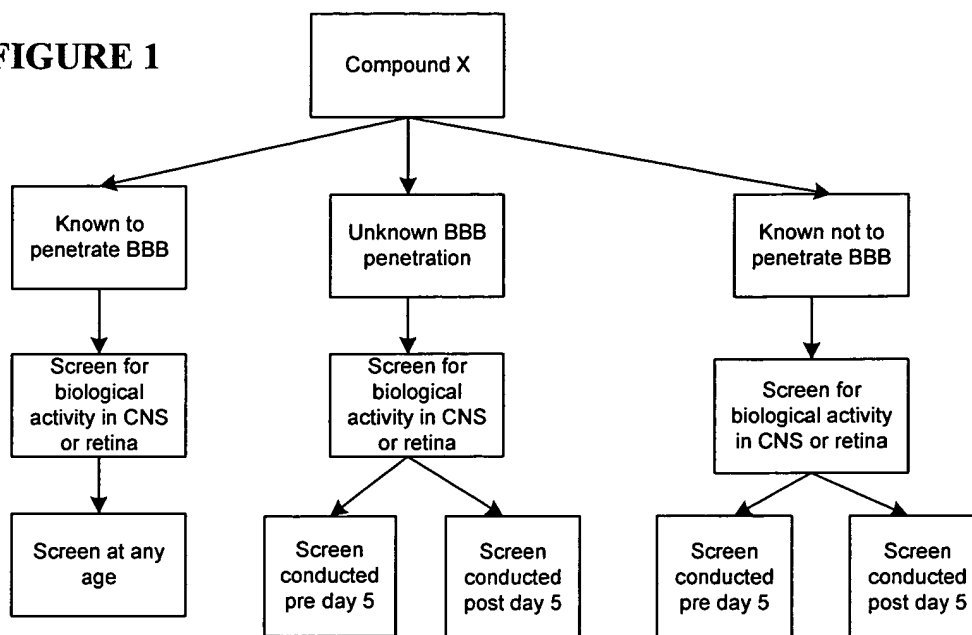 FIGURE 1
Compound X
Known to
penetrate BBB
Unknown BBB
penetration
Known not to
penetrate BBB
Screen for
biological
activity in CNS
or retina
Screen for
biological
activity in CNS
or retina
Screen for
biological activity
in CNS or retina
Screen at any
age
Screen
conducted
pre day 5
Screen
conducted
post day 5
Screen
conducted
pre day 5
Screen
conducted
post day 5